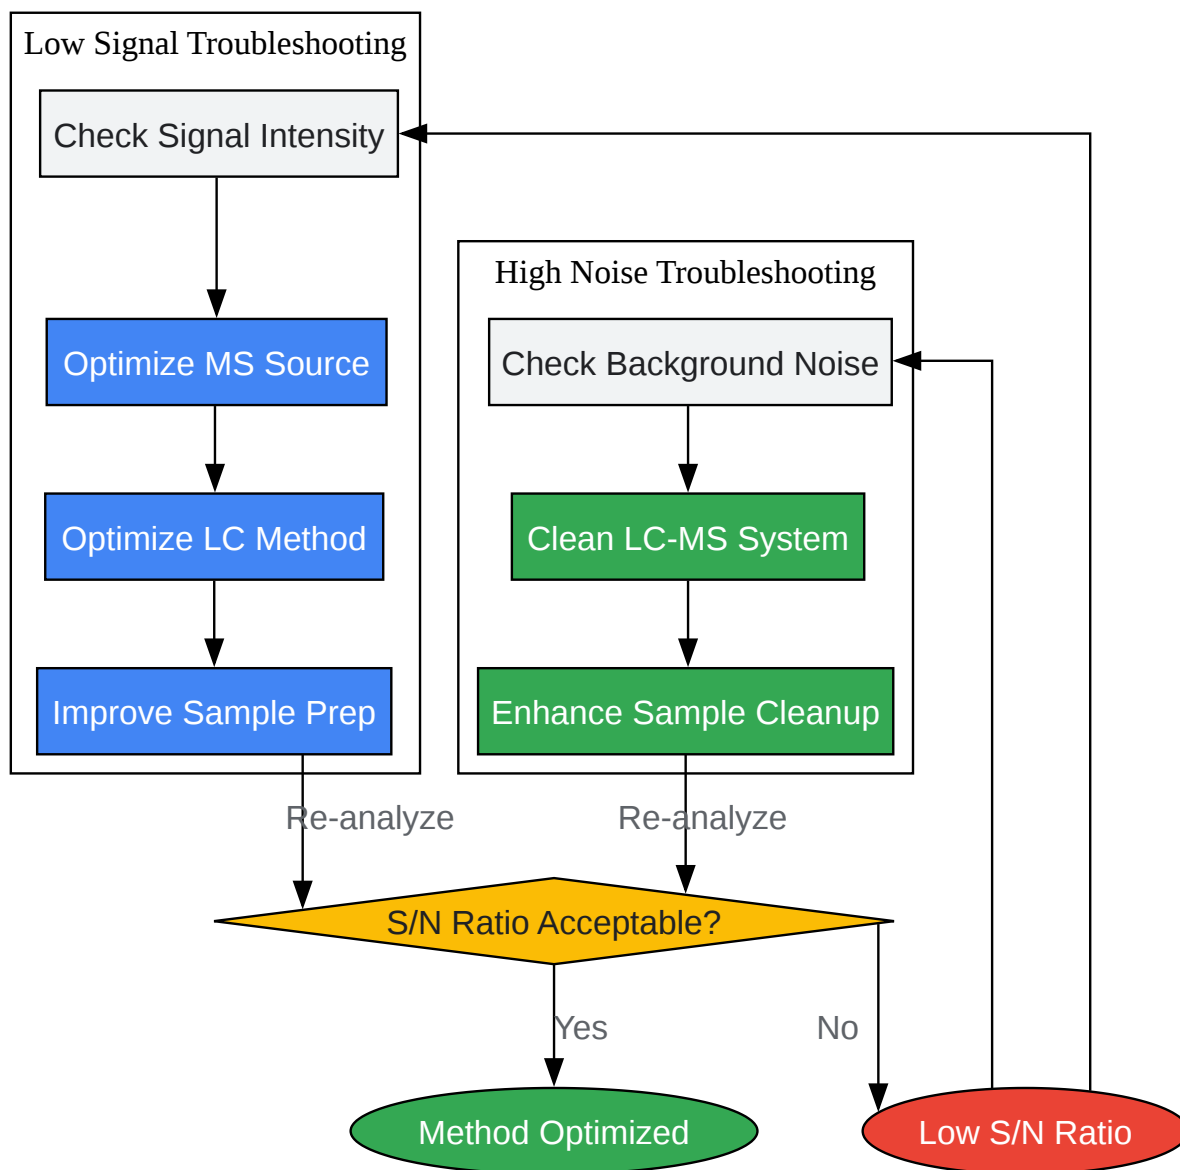 Low Signal Troubleshooting
Check Signal Intensity
High Noise Troubleshooting
Optimize MS Source
Check Background Noise
Optimize LC Method
Clean LC-MS System
Improve Sample Prep
Enhance Sample Cleanup
Re-analyze
Re-analyze
S/N Ratio Acceptable?
Yes
No
Method Optimized
Low S/N Ratio